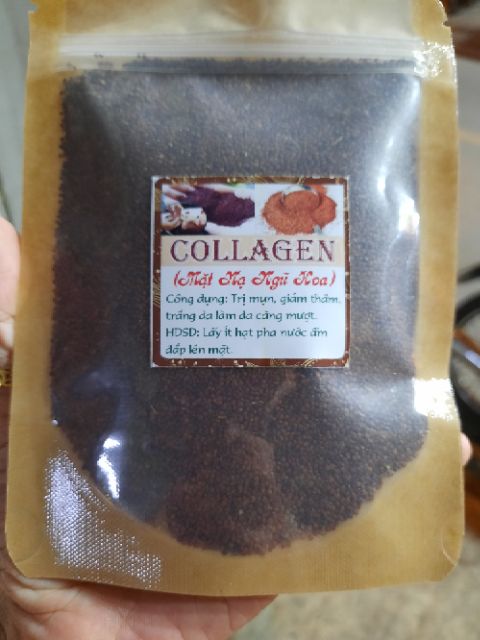 COLLAGEN
(Mặt Nạ Ngũ Hoa)
Công dụng: Trị mụn, giảm thâm,
trắng da làm da căng mượt.
HDSD: Lấy ít hạt pha nước ấm
đắp lên mặt.